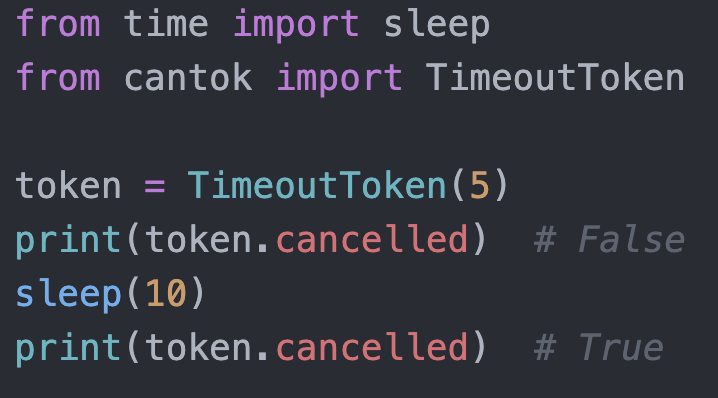 from time import sleep
from cantok import TimeoutToken
token = TimeoutToken(5)
print(token.cancelled)  # False
sleep(10)
print(token.cancelled)  # True